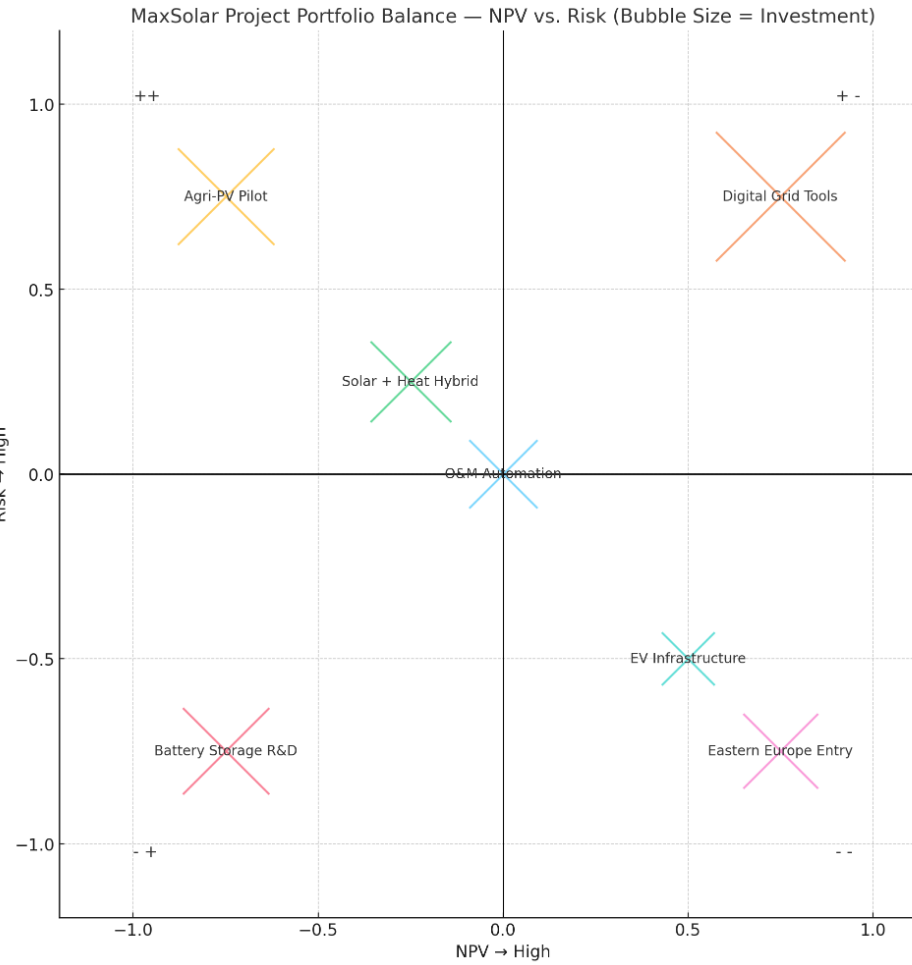 MaxSolar Project Portfolio Balance — NPV vs. Risk (Bubble Size = Investment)
++
+ -
1.0
Agri-PV Pilot
Digital Grid Tools
0.5
Solar + Heat Hybrid
Risk → High
0.0
O&M Automation
−0.5
EV Infrastructure
Battery Storage R&D
Eastern Europe Entry
−1.0
- +
- -
−1.0
−0.5
0.0
0.5
1.0
NPV → High